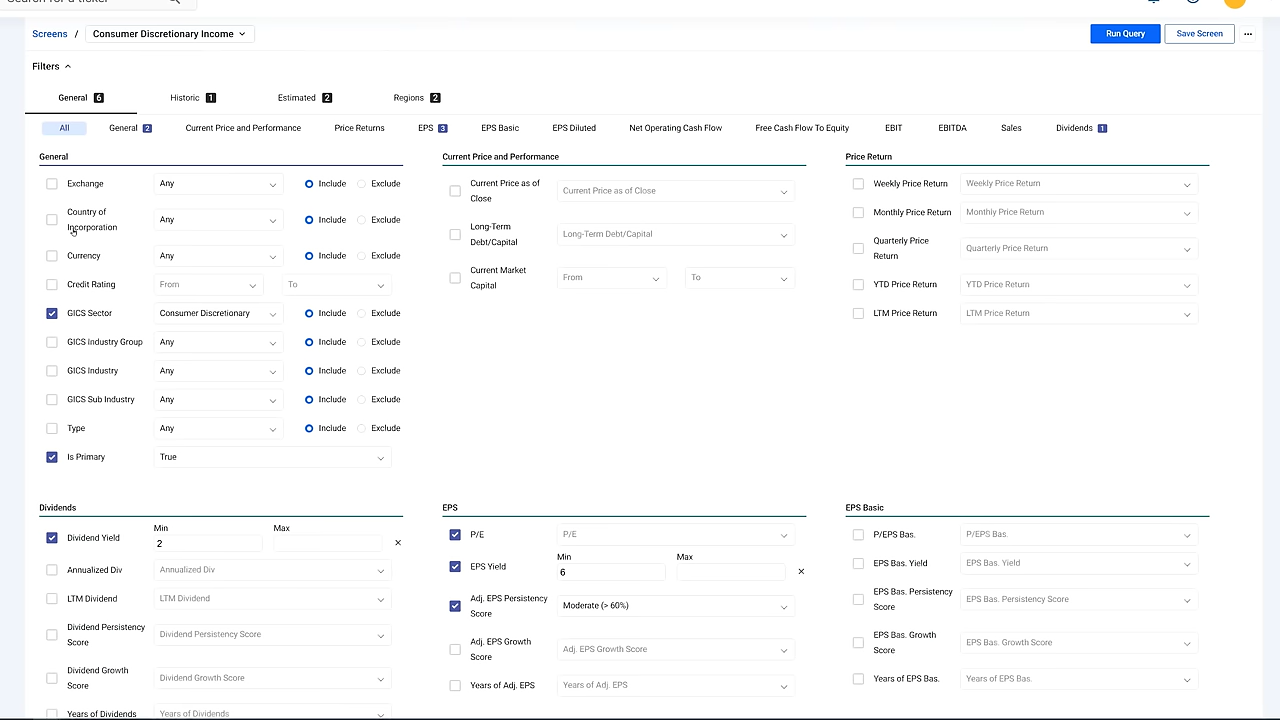 Search for a ticker
Screens / Consumer Discretionary Income Run Query Save Screen ...
Filters
General 6 Historic 1 Estimated 2 Regions 2
All General 2 Current Price and Performance Price Returns EPS 3 EPS Basic EPS Diluted Net Operating Cash Flow Free Cash Flow To Equity EBIT EBITDA Sales Dividends 1
General
Exchange Any Include Exclude
Country of
Incorporation Any Include Exclude
Currency Any Include Exclude
Credit Rating From To
GICS Sector Consumer Discretionary Include Exclude
GICS Industry Group Any Include Exclude
GICS Industry Any Include Exclude
GICS Sub Industry Any Include Exclude
Type Any Include Exclude
Is Primary True
Current Price and Performance
Current Price as of
Close Current Price as of Close
Long-Term
Debt/Capital Long-Term Debt/Capital
Current Market
Capital From To
Price Return
Weekly Price Return Weekly Price Return
Monthly Price Return Monthly Price Return
Quarterly Price
Return Quarterly Price Return
YTD Price Return YTD Price Return
LTM Price Return LTM Price Return
Dividends
Min Max
Dividend Yield 2
Annualized Div Annualized Div
LTM Dividend LTM Dividend
Dividend Persistency
Score Dividend Persistency Score
Dividend Growth
Score Dividend Growth Score
Years of Dividends Years of Dividends
EPS
P/E P/E
Min Max
EPS Yield 6
Adj. EPS Persistency
Score Moderate (> 60%)
Adj. EPS Growth
Score Adj. EPS Growth Score
Years of Adj. EPS Years of Adj. EPS
EPS Basic
P/EPS Bas. P/EPS Bas.
EPS Bas. Yield EPS Bas. Yield
EPS Bas. Persistency
Score EPS Bas. Persistency Score
EPS Bas. Growth
Score EPS Bas. Growth Score
Years of EPS Bas. Years of EPS Bas.